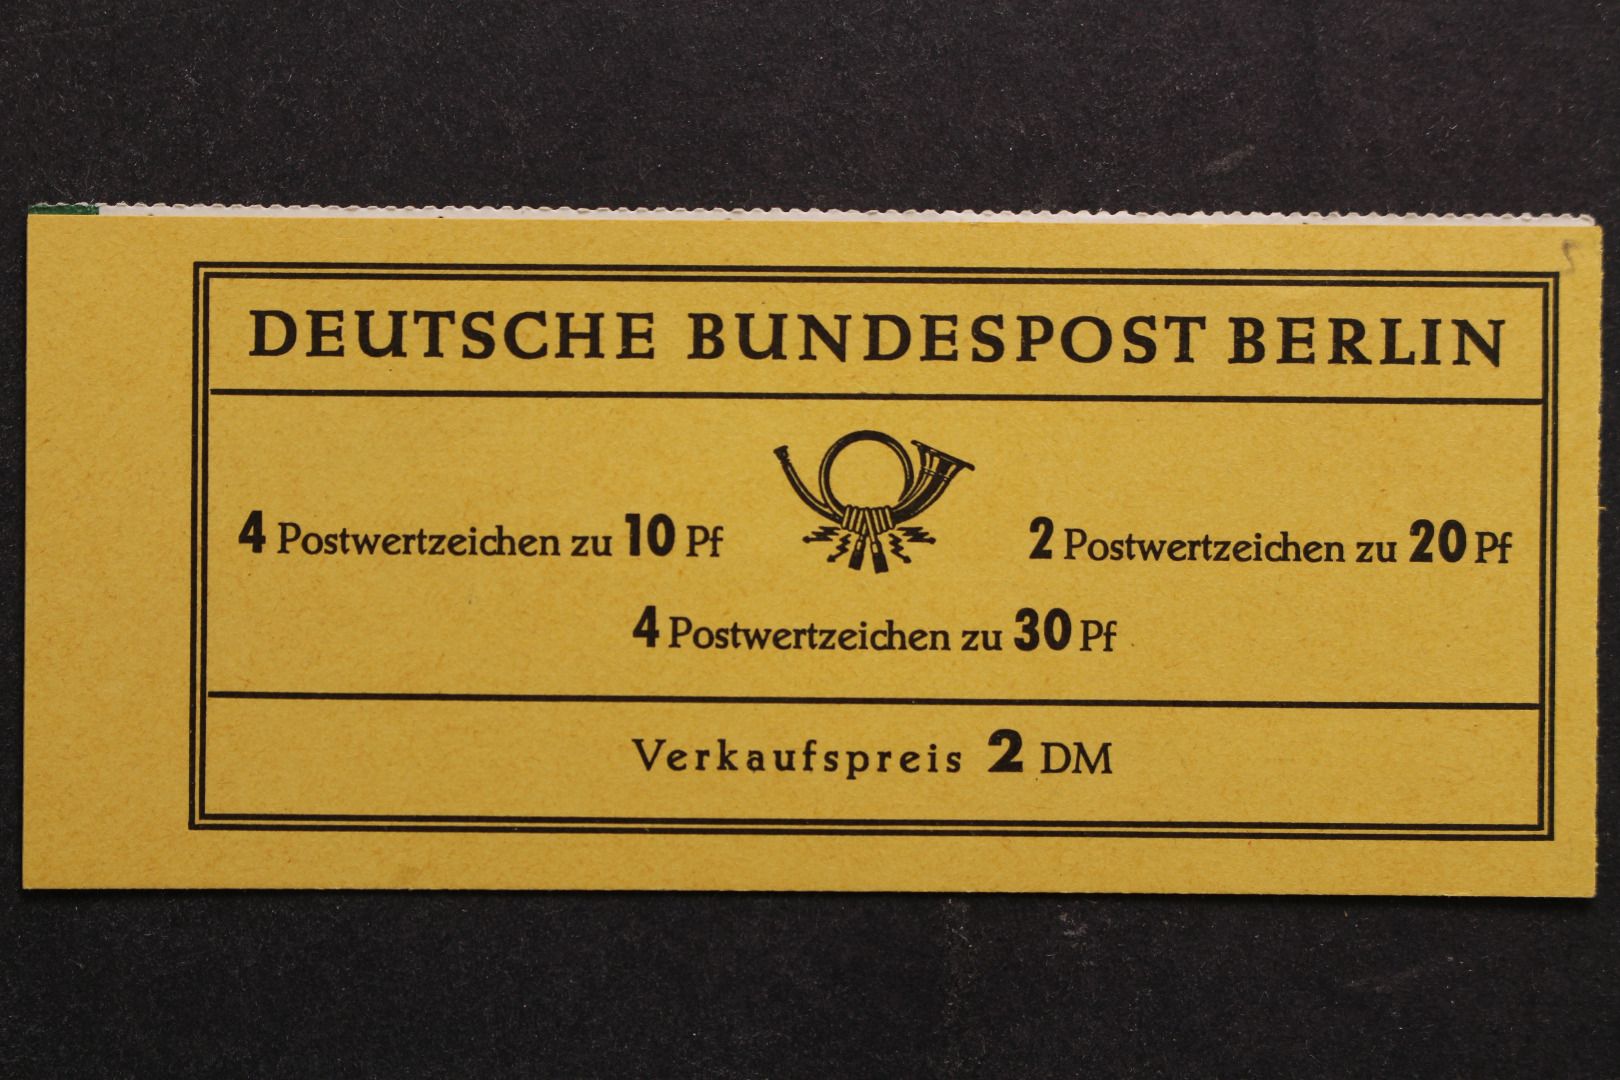 DEUTSCHE BUNDESPOST BERLIN
4 Postwertzeichen zu 10 Pf
2 Postwertzeichen zu 20 Pf
4 Postwertzeichen zu 30 Pf
Verkaufspreis 2 DM